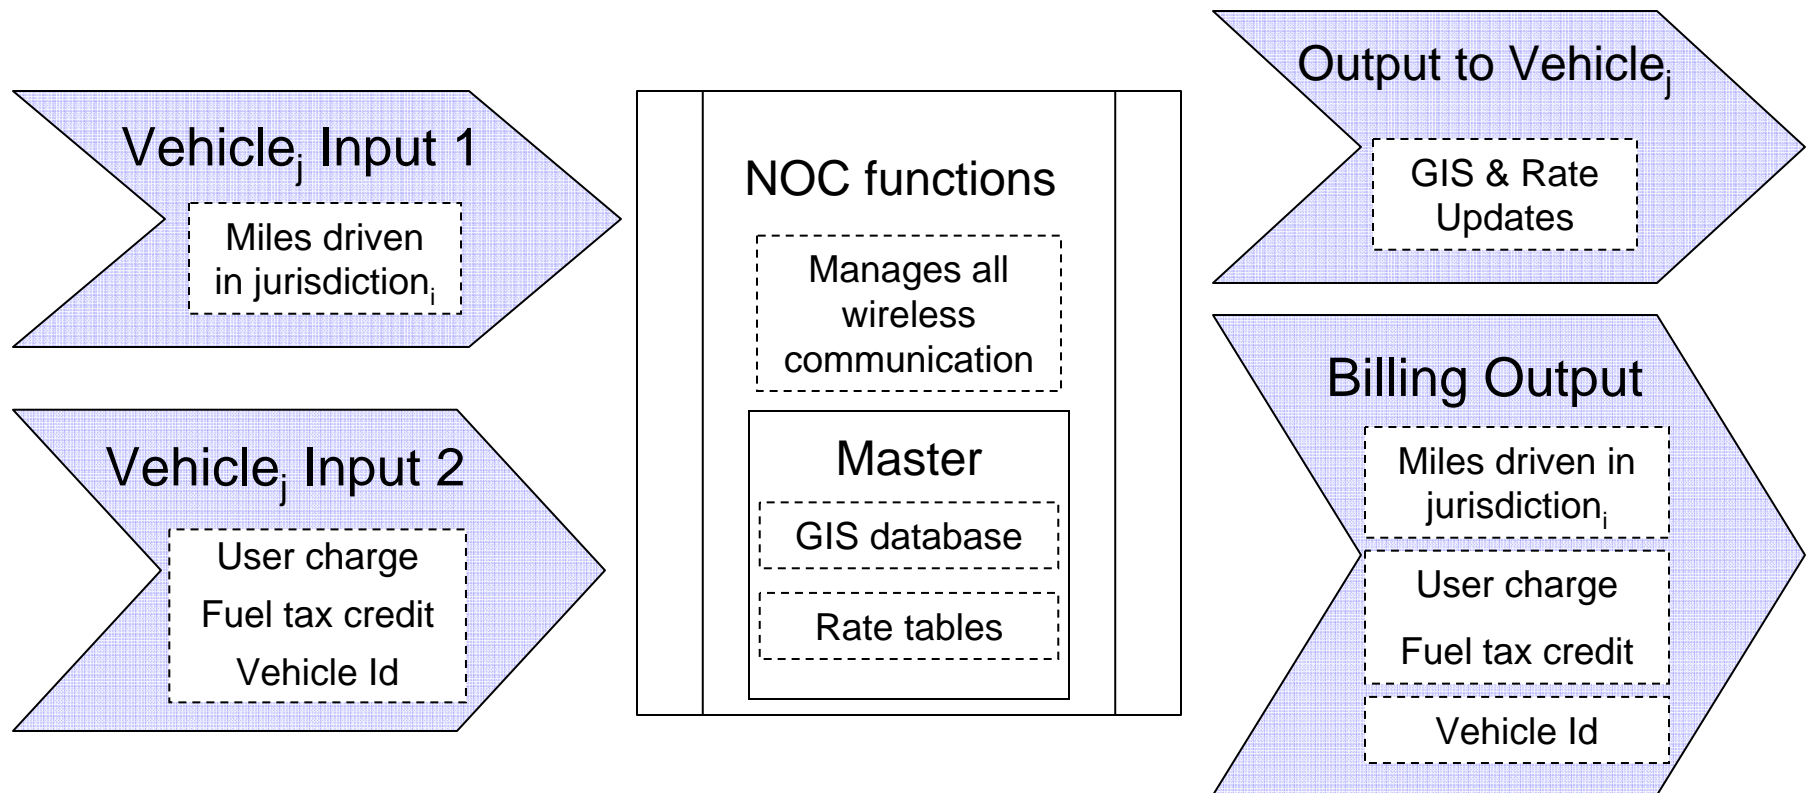 Vehiclej Input 1
Miles driven
in jurisdictioni
Vehiclej Input 2
User charge
Fuel tax credit
Vehicle Id
NOC functions
Manages all
wireless
communication
Master
GIS database
Rate tables
Output to Vehiclej
GIS & Rate
Updates
Billing Output
Miles driven in
jurisdictioni
User charge
Fuel tax credit
Vehicle Id